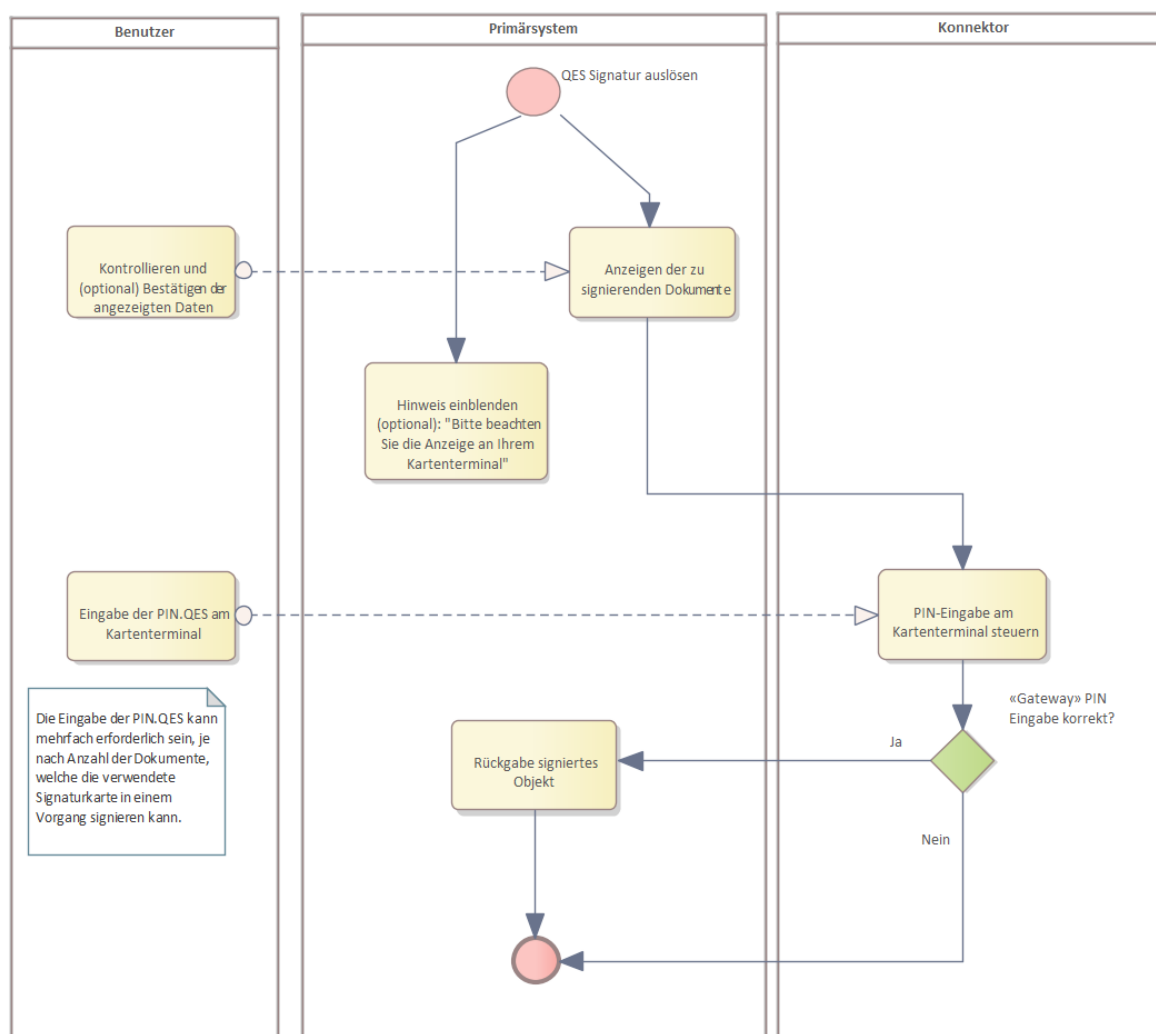 Benutzer
Primärsystem
Konnektor
QES Signatur auslösen
Kontrollieren und
(optional) Bestätigen der
angezeigten Daten
Anzeigen der zu
signierenden Dokumente
Hinweis einblenden
(optional): "Bitte beachten
Sie die Anzeige an Ihrem
Kartenterminal"
Eingabe der PIN.QES am
Kartenterminal
PIN-Eingabe am
Kartenterminal steuern
«Gateway» PIN
Eingabe korrekt?
Die Eingabe der PIN.QES kann
mehrfach erforderlich sein, je
nach Anzahl der Dokumente,
welche die verwendete
Signaturkarte in einem
Vorgang signieren kann.
Ja
Rückgabe signiertes
Objekt
Nein